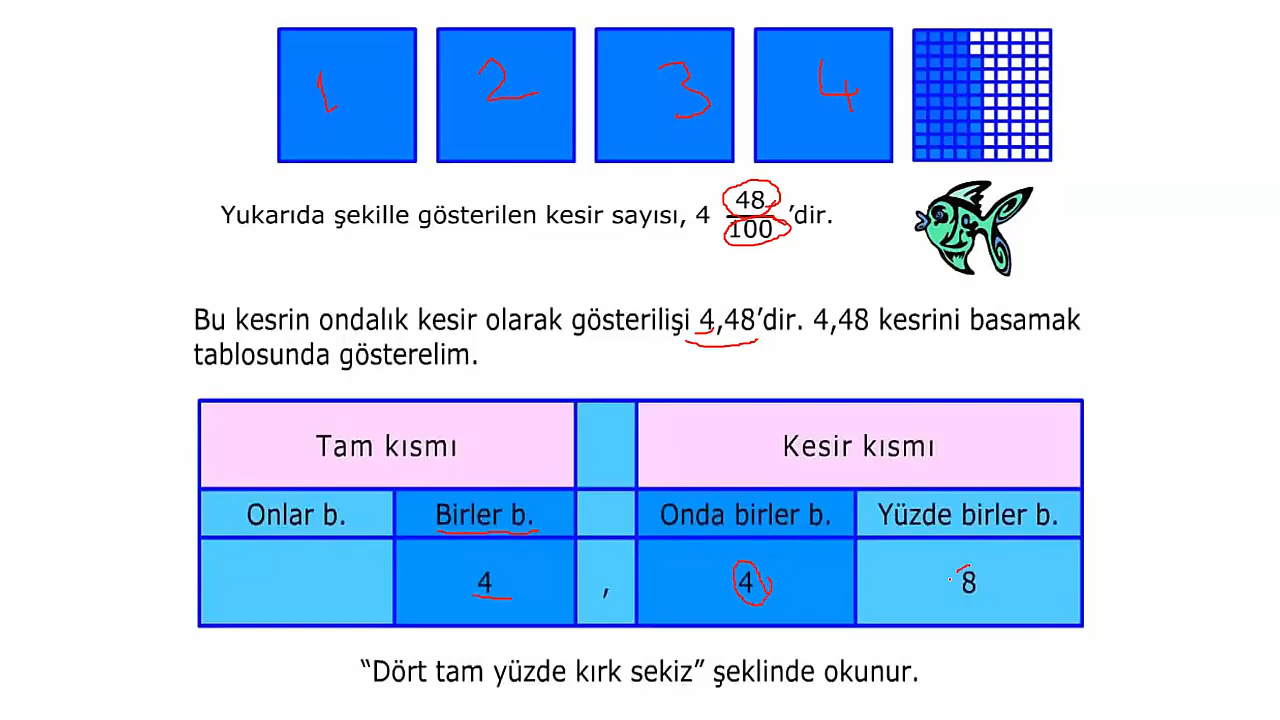 1 2 3 4
Yukarıda şekille gösterilen kesir sayısı, 4 48/100 ’dir.
Bu kesrin ondalık kesir olarak gösterilişi 4,48’dir. 4,48 kesrini basamak
tablosunda gösterelim.
Tam kısmı Kesir kısmı
Onlar b. Birler b. Onda birler b. Yüzde birler b.
4 , 4 8
“Dört tam yüzde kırk sekiz” şeklinde okunur.